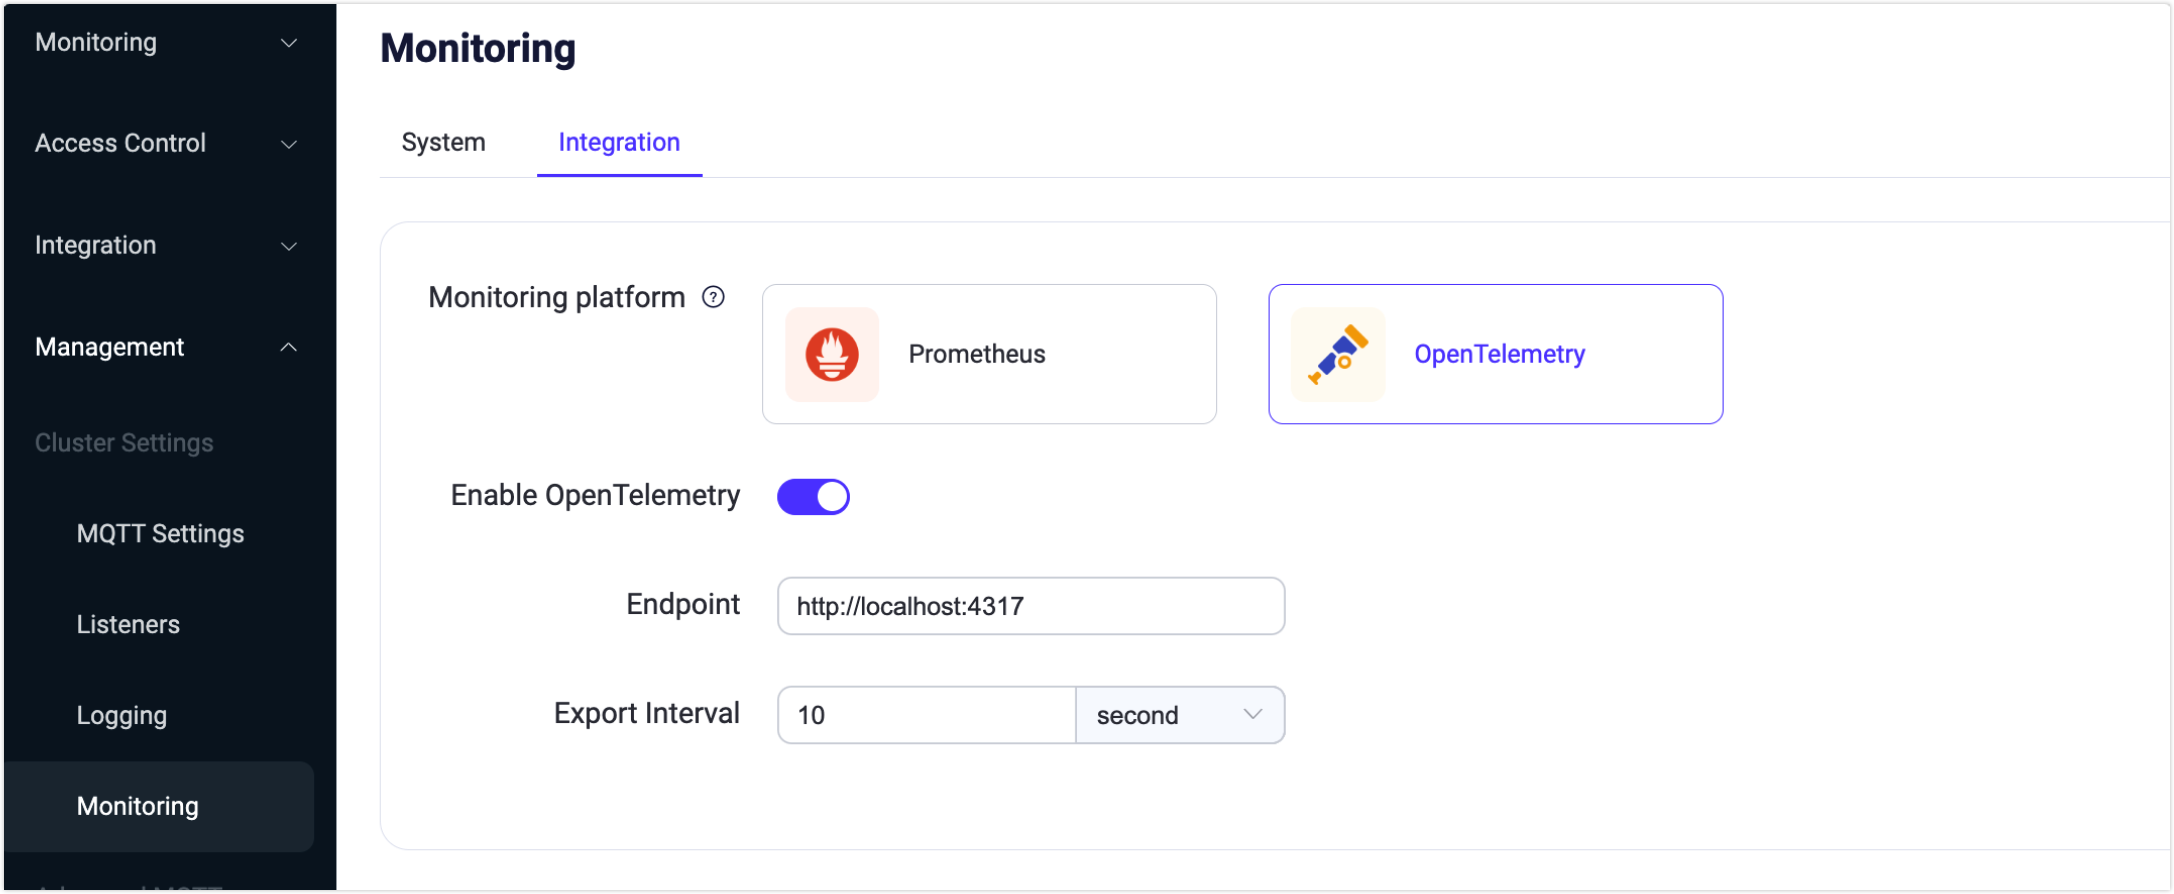 Monitoring
Access Control
Integration
Management
Cluster Settings
MQTT Settings
Listeners
Logging
Monitoring
Monitoring
System
Integration
Monitoring platform
Prometheus
OpenTelemetry
Enable OpenTelemetry
Endpoint
http://localhost:4317
Export Interval
10
second